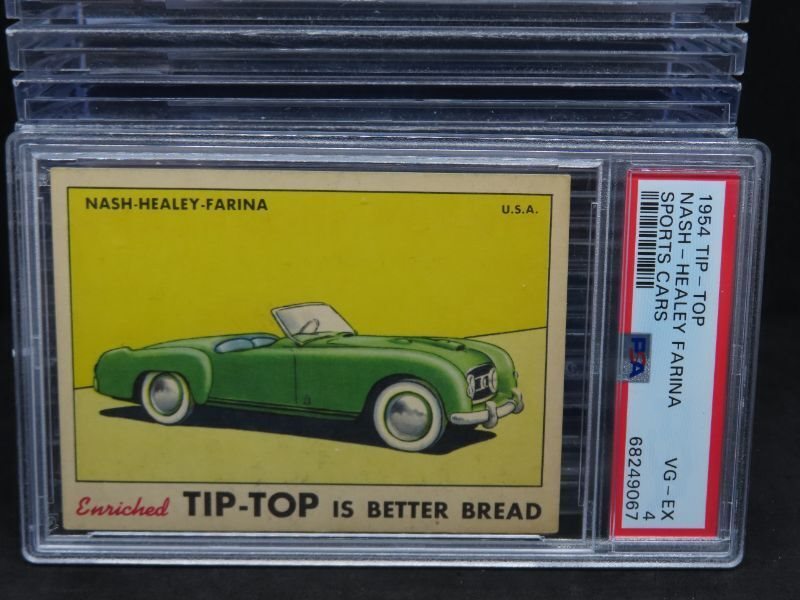 NASH-HEALEY-FARINA
U.S.A.
Enriched TIP-TOP IS BETTER BREAD
1954 TIP-TOP
NASH-HEALEY FARINA
SPORTS CARS
VG-EX
4
PSA
68249067